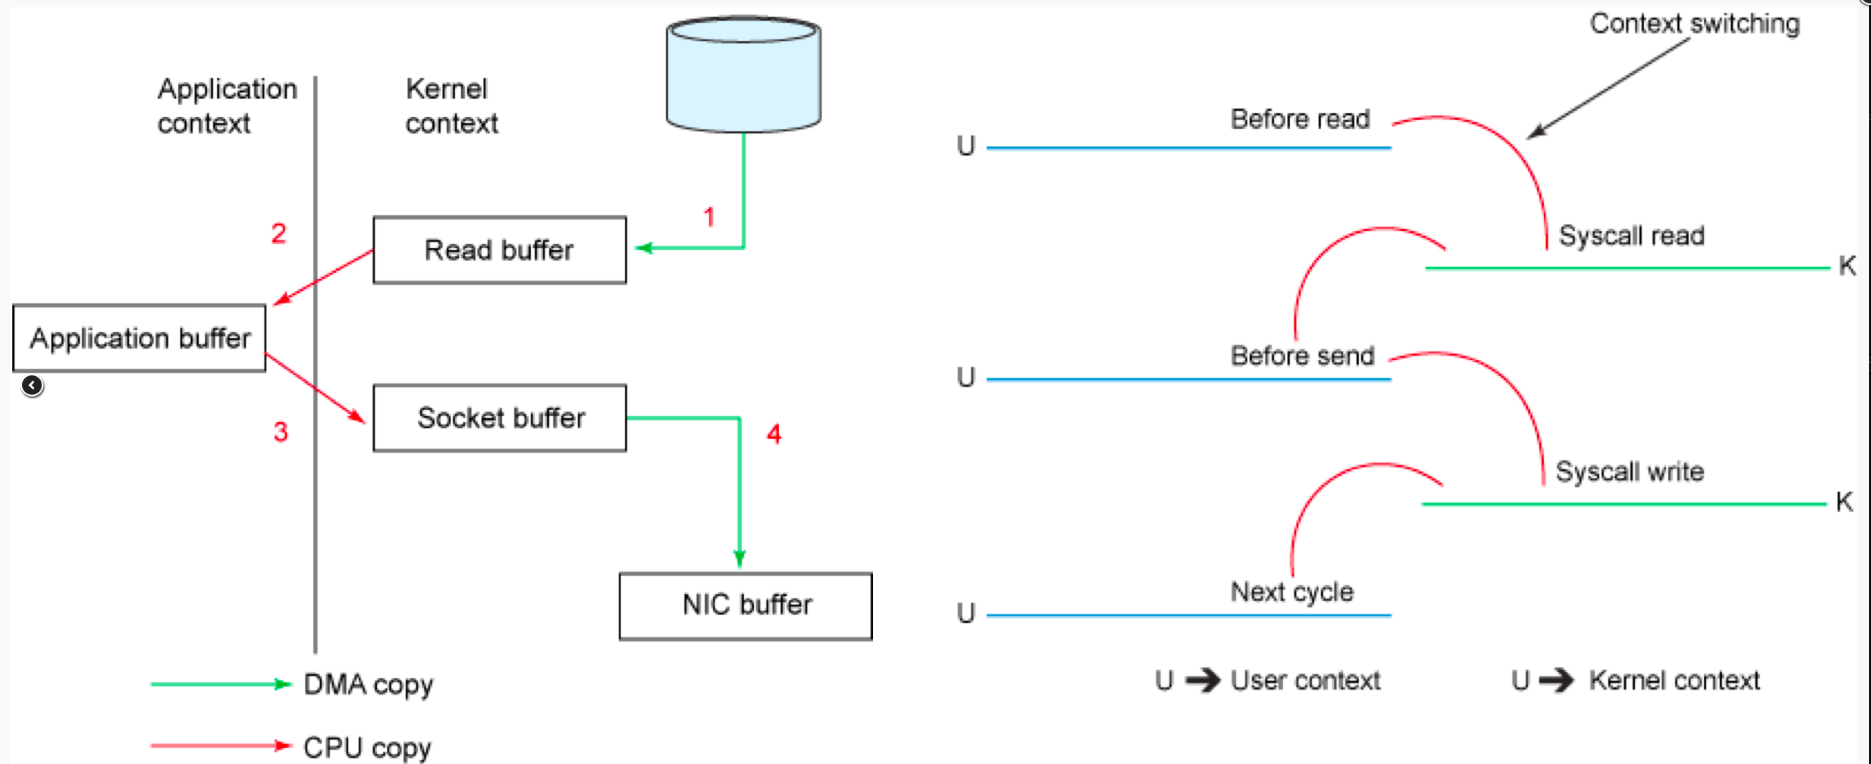 Application
context
Kernel
context
1
2
Read buffer
Application buffer
3
Socket buffer
4
NIC buffer
DMA copy
CPU copy
Context switching
Before read
U
Syscall read
K
Before send
U
Syscall write
K
Next cycle
U
U ➔ User context
U ➔ Kernel context